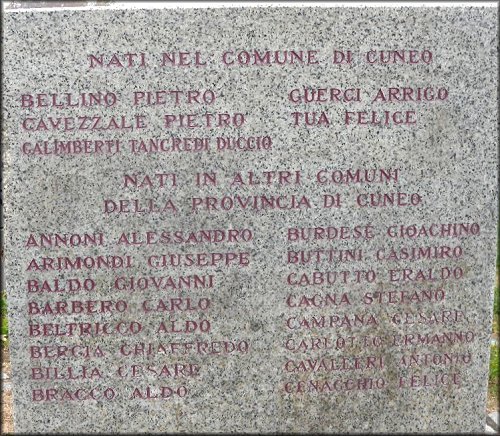 NATI NEL COMUNE DI CUNEO
BELLINO PIETRO
CAVEZZALE PIETRO
GALIMBERTI TANCREDI DUCCIO
GUERCI ARRIGO
TUA FELICE
NATI IN ALTRI COMUNI
DELLA PROVINCIA DI CUNEO
ANNONI ALESSANDRO
ARIMONDI GIUSEPPE
BALDO GIOVANNI
BARBERO CARLO
BELTRICCO ALDO
BERGIA CHIAFFREDO
BILLIA CESARE
BRACCO ALDO
BURDESE GIOACHINO
BUTTINI CASIMIRO
CABUTTO ERALDO
CAGNA STEFANO
CAMPANA CESARE
CARLOTTO ERMANNO
CAVALLERI ANTONIO
CENACCHIO FELICE